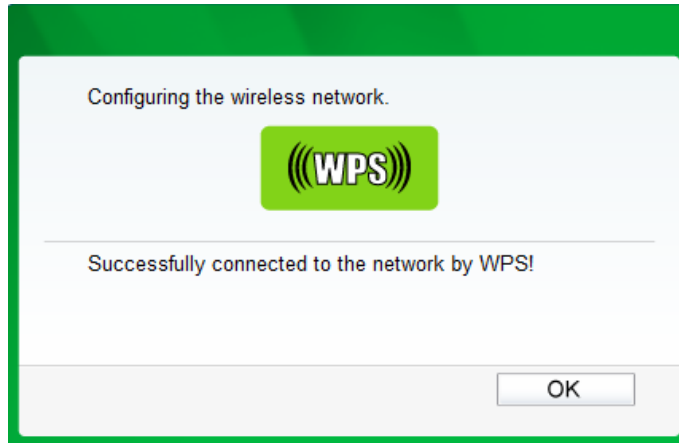 Configuring the wireless network.
WPS
Successfully connected to the network by WPS!
OK